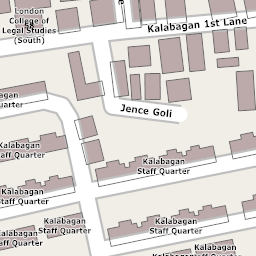 London
College of
Legal Studies
(South)
Kalabagan 1st Lane
Jence Goli
Staff Quarter
Kalabagan
Staff Quarter
Kalabagan
Staff Quarter
Kalabagan
Staff Quarter
Kalabagan
Staff Quarter
Kalabagan
Staff Quarter
Kalabagan